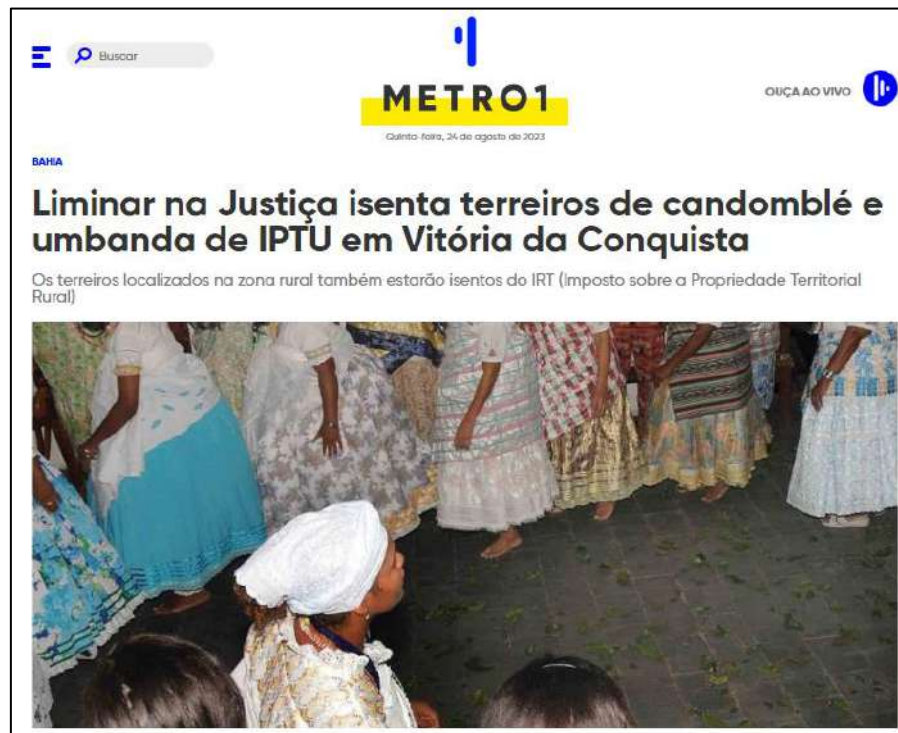 Buscar
METRO1
OUÇA AO VIVO
Quinta-feira, 24 de agosto de 2023
BAHIA
Liminar na Justiça isenta terreiros de candomblé e
umbanda de IPTU em Vitória da Conquista
Os terreiros localizados na zona rural também estarão isentos do IRT (Imposto sobre a Propriedade Territorial
Rural)